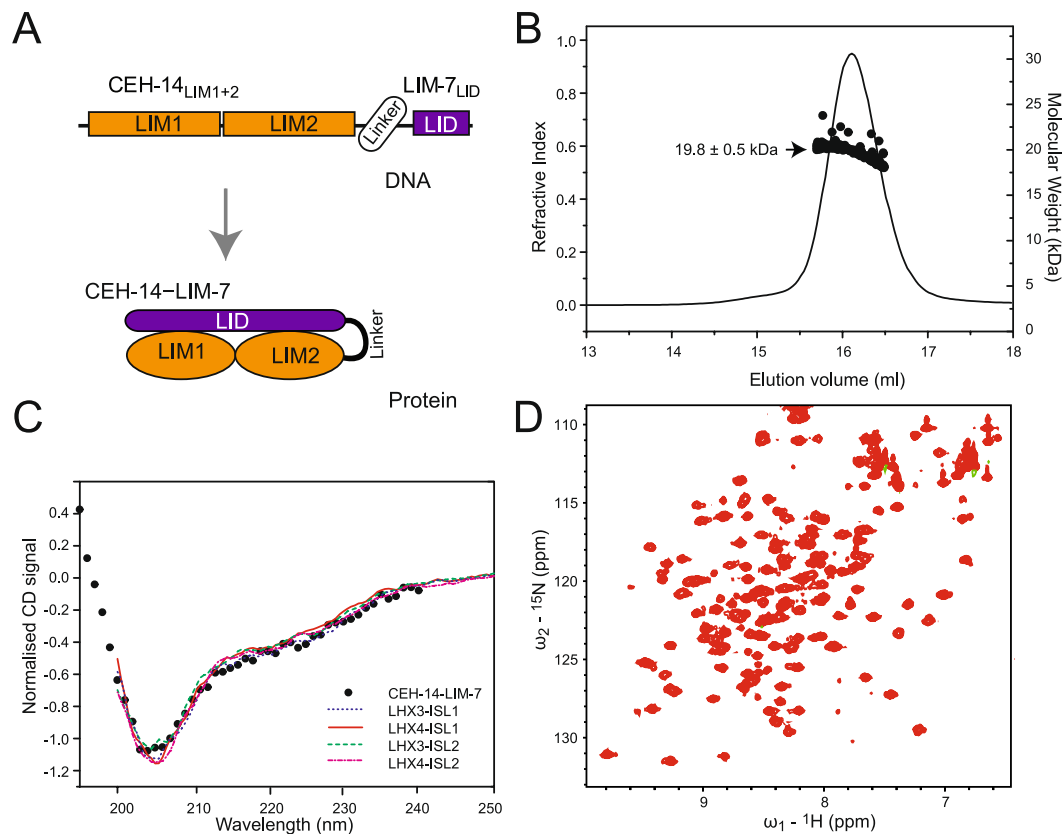 A
CEH-14LIM1+2
LIM-7LID
LIM1
LIM2
Linker
LID
DNA
CEH-14–LIM-7
LID
LIM1
LIM2
Linker
Protein
B
1.0
0.8
0.6
0.4
0.2
0.0
Refractive Index
19.8 ± 0.5 kDa
30
25
20
15
10
5
0
Molecular Weight (kDa)
13
14
15
16
17
18
Elution volume (ml)
C
0.4
0.2
0.0
-0.2
-0.4
-0.6
-0.8
-1.0
-1.2
Normalised CD signal
CEH-14-LIM-7
LHX3-ISL1
LHX4-ISL1
LHX3-ISL2
LHX4-ISL2
200
210
220
230
240
250
Wavelength (nm)
D
110
115
120
125
130
ω2 - 15N (ppm)
9
8
7
ω1 - 1H (ppm)